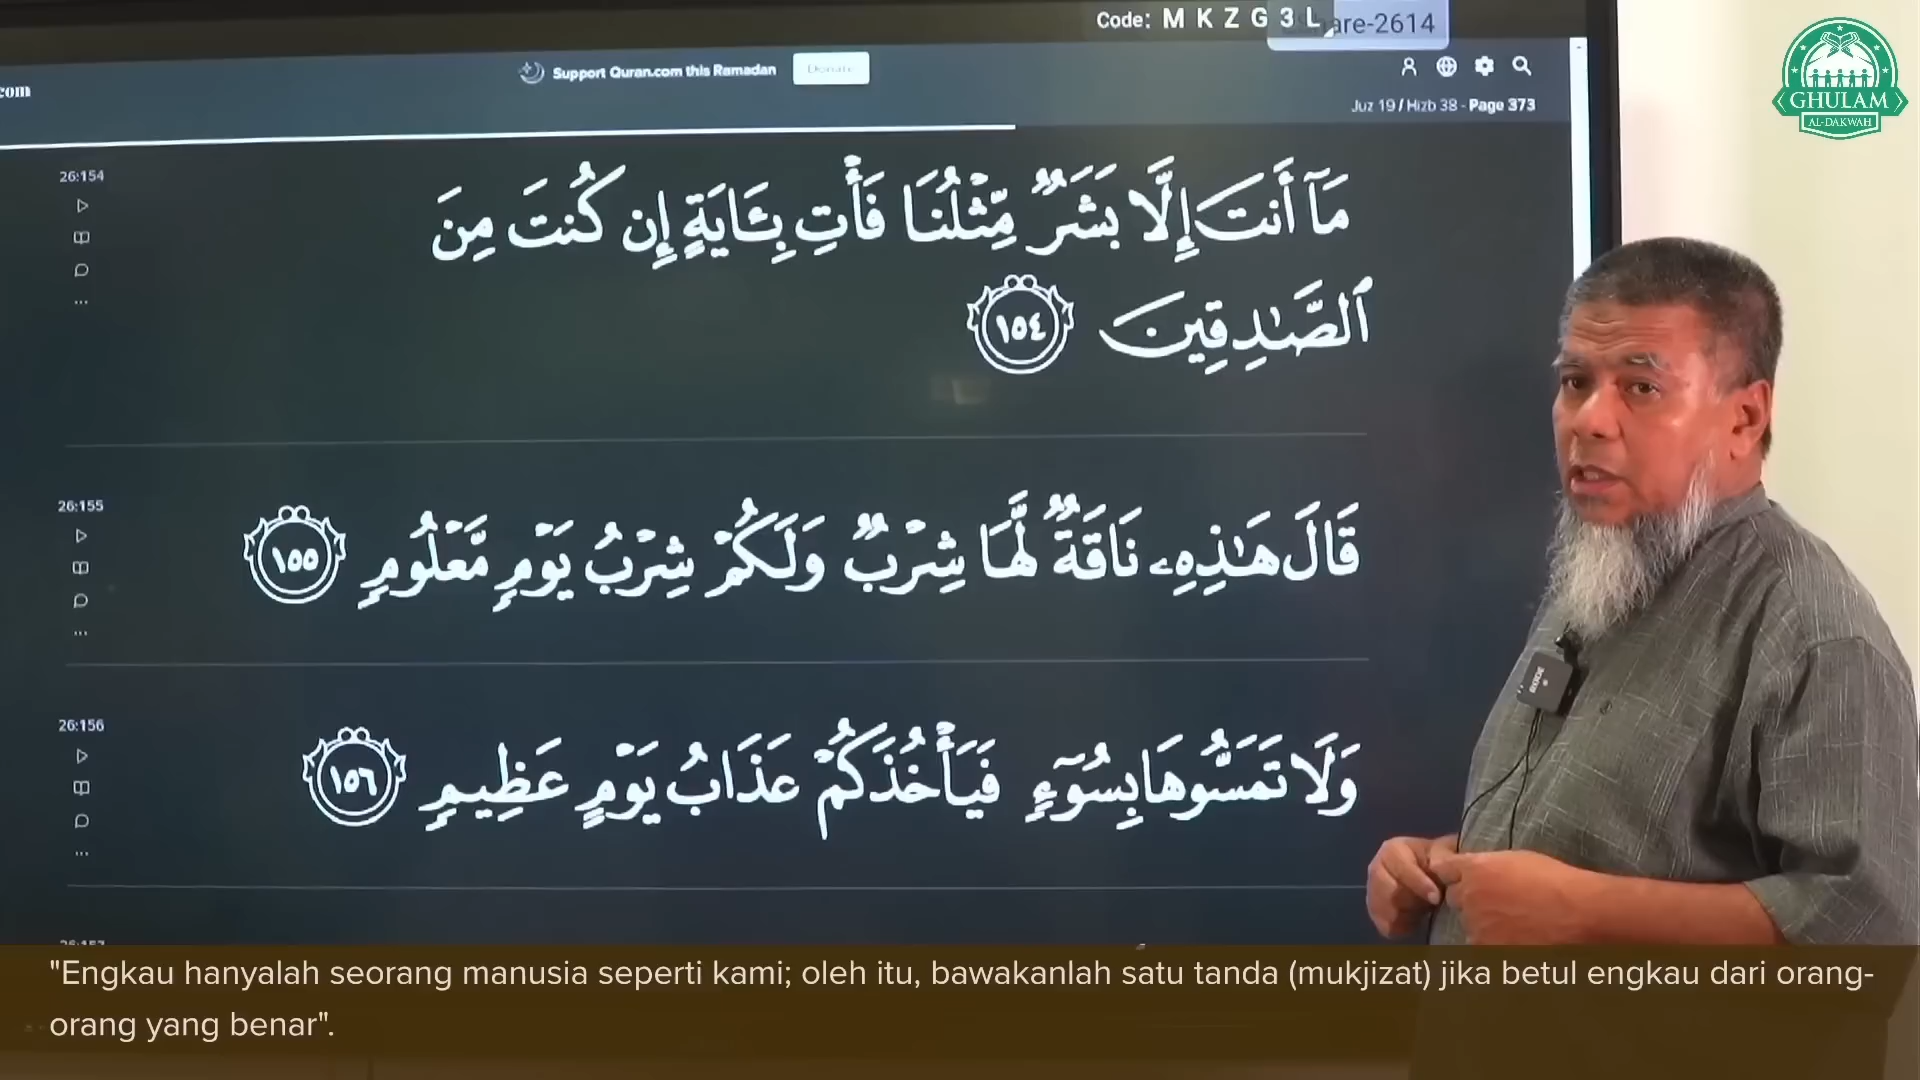 Code: M K Z G 3 L
are-2614
com
Support Quran.com this Ramadan
Donate
Juz 19 / Hizb 38 - Page 373
GHULAM
AL-DAKWAH
26:154
مَآ أَنتَ إِلَّا بَشَرٌ مِّثْلُنَا فَأْتِ بِـَٔايَةٍ إِن كُنتَ مِنَ
ٱلصَّـٰدِقِينَ ١٥٤
26:155
قَالَ هَـٰذِهِۦ نَاقَةٌ لَّهَا شِرْبٌ وَلَكُمْ شِرْبُ يَوْمٍ مَّعْلُومٍ ١٥٥
26:156
وَلَا تَمَسُّوهَا بِسُوٓءٍ فَيَأْخُذَكُمْ عَذَابُ يَوْمٍ عَظِيمٍ ١٥٦
RODE
"Engkau hanyalah seorang manusia seperti kami; oleh itu, bawakanlah satu tanda (mukjizat) jika betul engkau dari orang-
orang yang benar".